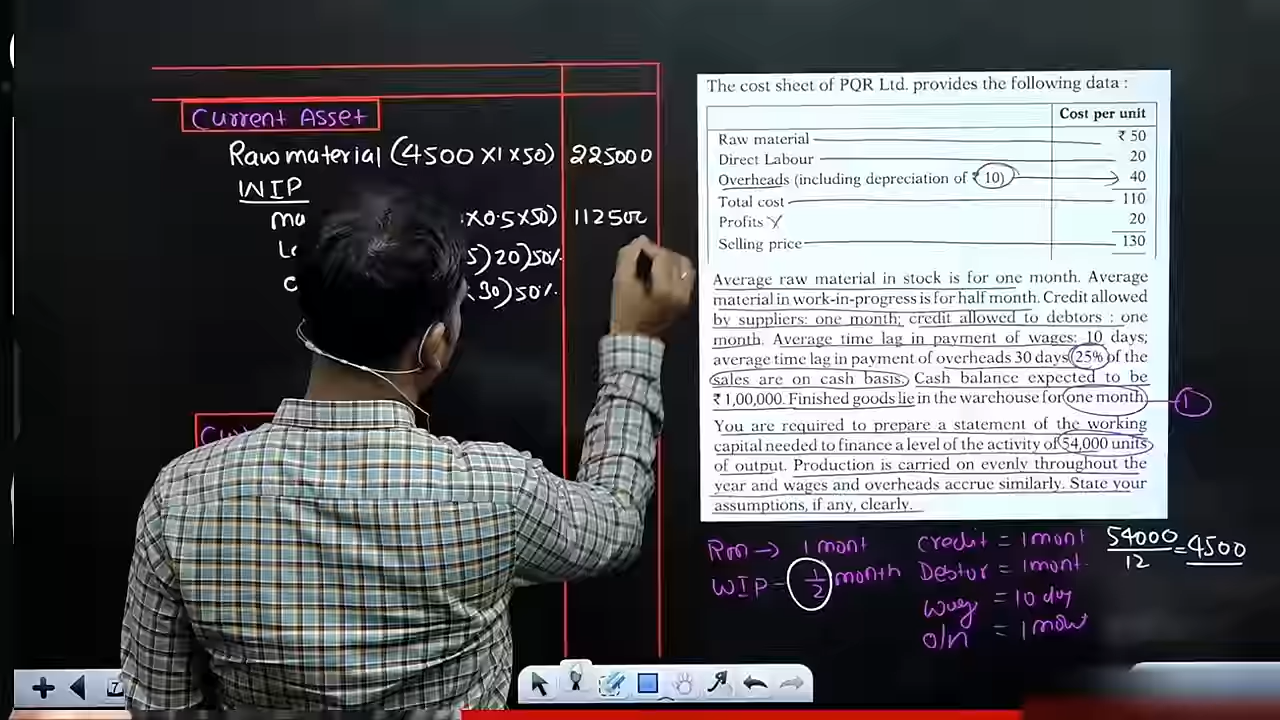 Current Asset
Raw material (4500 X1 X50) 225000
WIP
ma X0.5 X50) 112500
5)20)50%
30)50%
The cost sheet of PQR Ltd. provides the following data :
Cost per unit
Raw material ₹ 50
Direct Labour 20
Overheads (including depreciation of ₹ 10) 40
Total cost 110
Profits 20
Selling price 130
Average raw material in stock is for one month. Average
material in work-in-progress is for half month. Credit allowed
by suppliers: one month; credit allowed to debtors : one
month. Average time lag in payment of wages: 10 days;
average time lag in payment of overheads 30 days 25% of the
sales are on cash basis. Cash balance expected to be
₹ 1,00,000. Finished goods lie in the warehouse for one month 1
You are required to prepare a statement of the working
capital needed to finance a level of the activity of 54,000 units
of output. Production is carried on evenly throughout the
year and wages and overheads accrue similarly. State your
assumptions, if any, clearly.
Rm → 1 mont
WIP - 1/2 month
Credit = 1 mont
Debtor = 1 mont.
Wag = 10 day
O/H = 1 mont
54000/12 = 4500